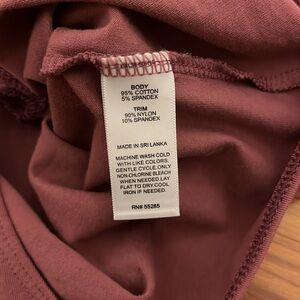 BODY
95% COTTON
5% SPANDEX
TRIM
90% NYLON
10% SPANDEX
MADE IN SRI LANKA
MACHINE WASH COLD
WITH LIKE COLORS.
GENTLE CYCLE.ONLY
NON-CHLORINE BLEACH
WHEN NEEDED.LAY
FLAT TO DRY.COOL
IRON IF NEEDED.
RN# 55285